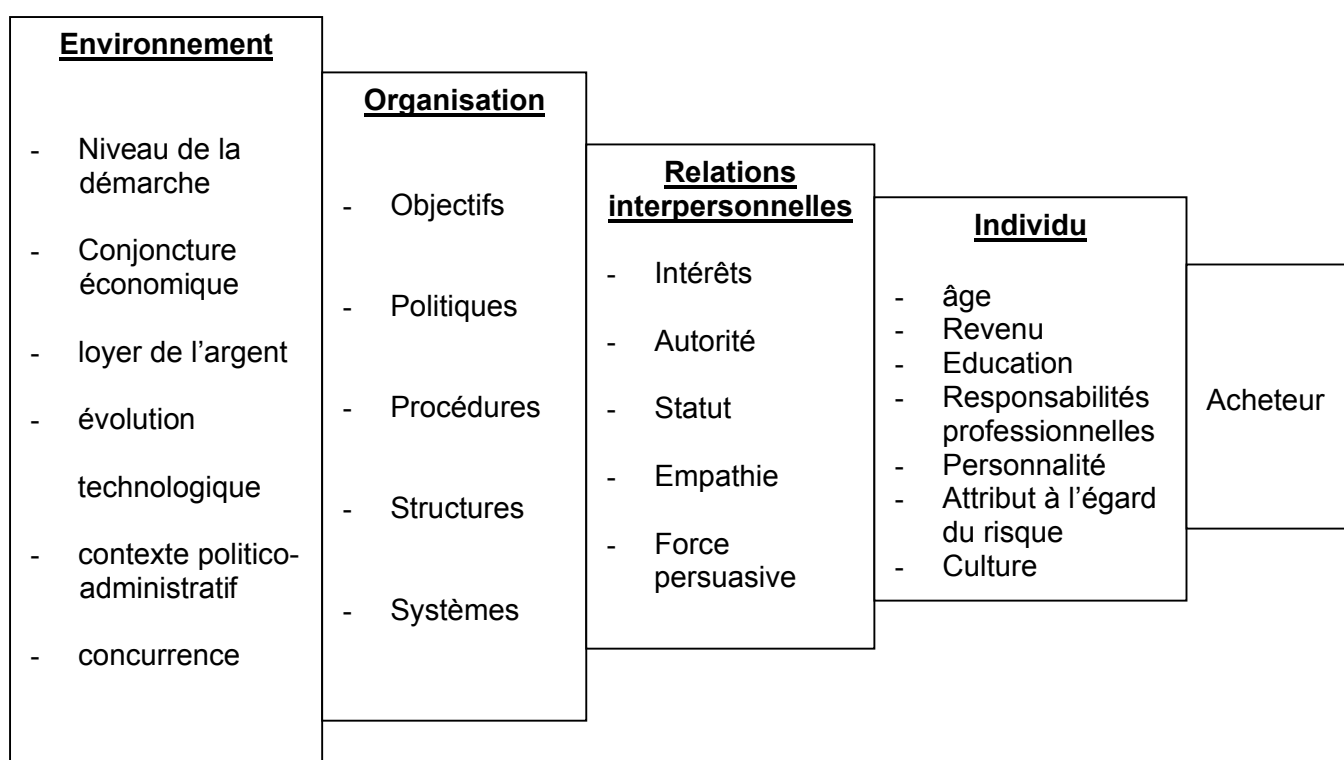 Environnement
- Niveau de la
démarche
- Conjoncture
économique
- loyer de l’argent
- évolution
technologique
- contexte politico-
administratif
- concurrence
Organisation
- Objectifs
- Politiques
- Procédures
- Structures
- Systèmes
Relations
interpersonnelles
- Intérêts
- Autorité
- Statut
- Empathie
- Force
persuasive
Individu
- âge
- Revenu
- Education
- Responsabilités
professionnelles
- Personnalité
- Attribut à l’égard
du risque
- Culture
Acheteur